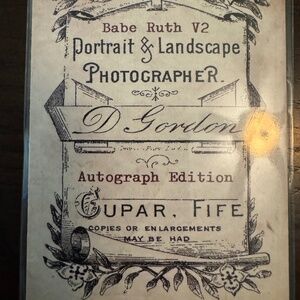 Babe Ruth V2
Portrait & Landscape
PHOTOGRAPHER.
D Gordon
Autograph Edition
CUPAR, FIFE
COPIES OR ENLARGEMENTS
MAY BE HAD